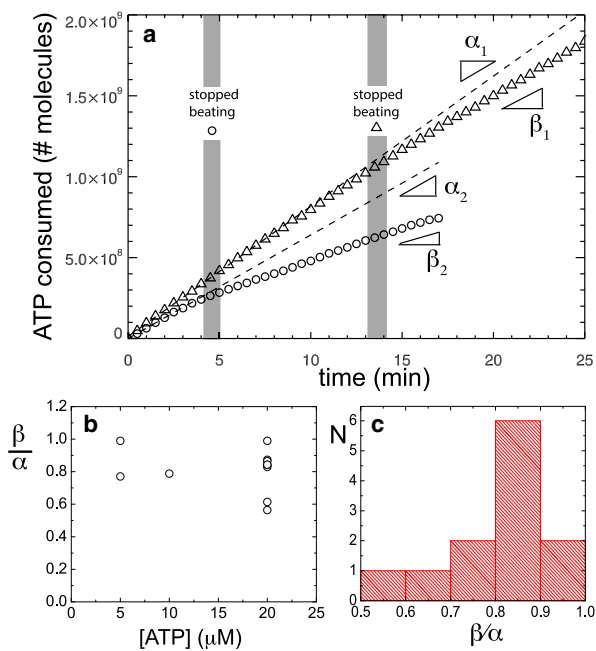 a
ATP consumed (# molecules)
2.0×10⁹
1.5×10⁹
1.0×10⁹
5.0×10⁸
0
stopped
beating
stopped
beating
α₁
β₁
α₂
β₂
0 5 10 15 20 25
time (min)
b
β/α
1.2
1.0
0.8
0.6
0.4
0.2
0.0
0 5 10 15 20 25
[ATP] (μM)
c
N
6
5
4
3
2
1
0
0.5 0.6 0.7 0.8 0.9 1.0
β/α